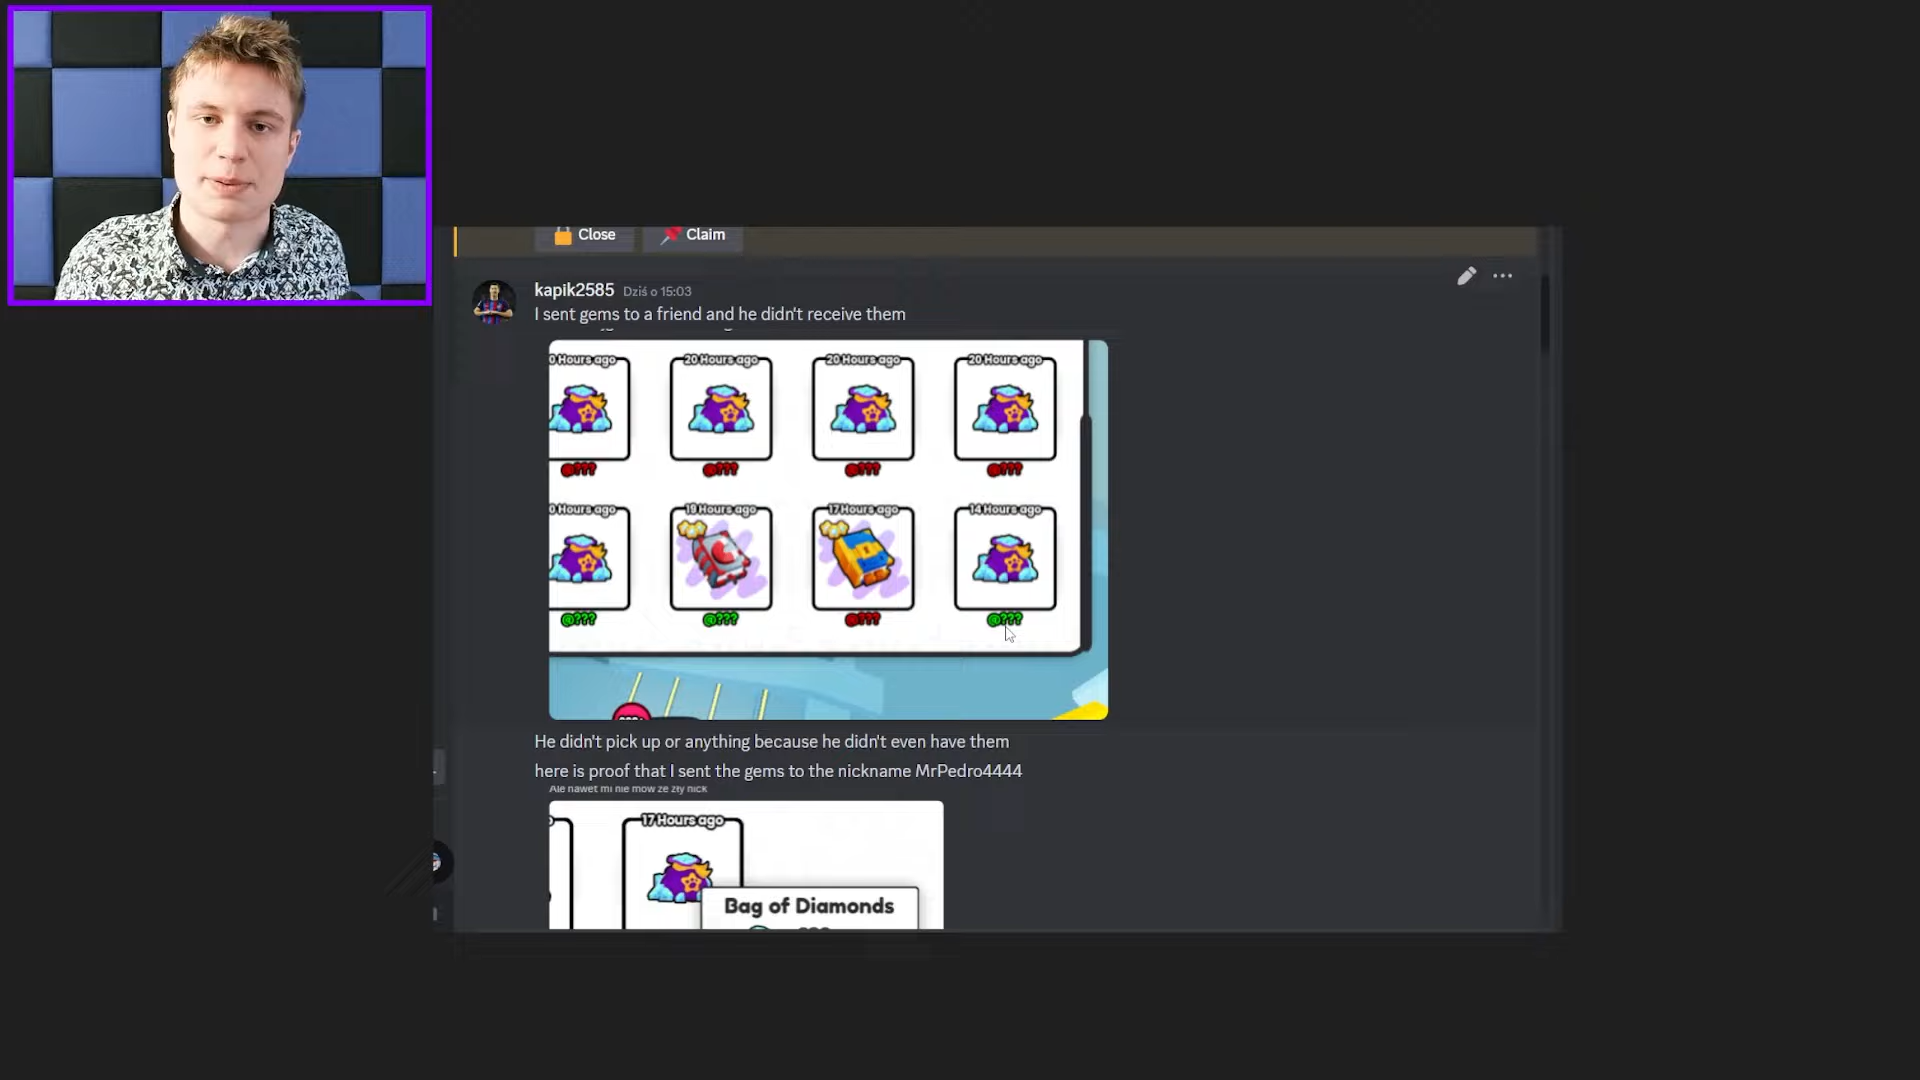 Close Claim
kapik2585 Dziś o 15:03
I sent gems to a friend and he didn't receive them
0 Hours ago 20 Hours ago 20 Hours ago 20 Hours ago
@??? @??? @??? @???
0 Hours ago 19 Hours ago 17 Hours ago 14 Hours ago
@??? @??? @??? @???
He didn't pick up or anything because he didn't even have them
here is proof that I sent the gems to the nickname MrPedro4444
Ale nawet mi nie mow ze zly nick
17 Hours ago
Bag of Diamonds